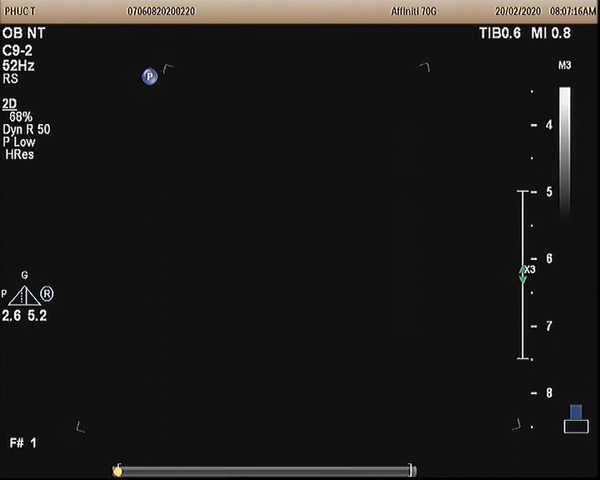 PHUC T 07060820200220 Affiniti 70G 20/02/2020 08:07:16AM
OB NT TIB0.6 MI 0.8
C9-2
52Hz
RS
P
M3
2D
68%
Dyn R 50
P Low
HRes
4
5
6
X3
7
8
G
P R
2.6 5.2
F# 1